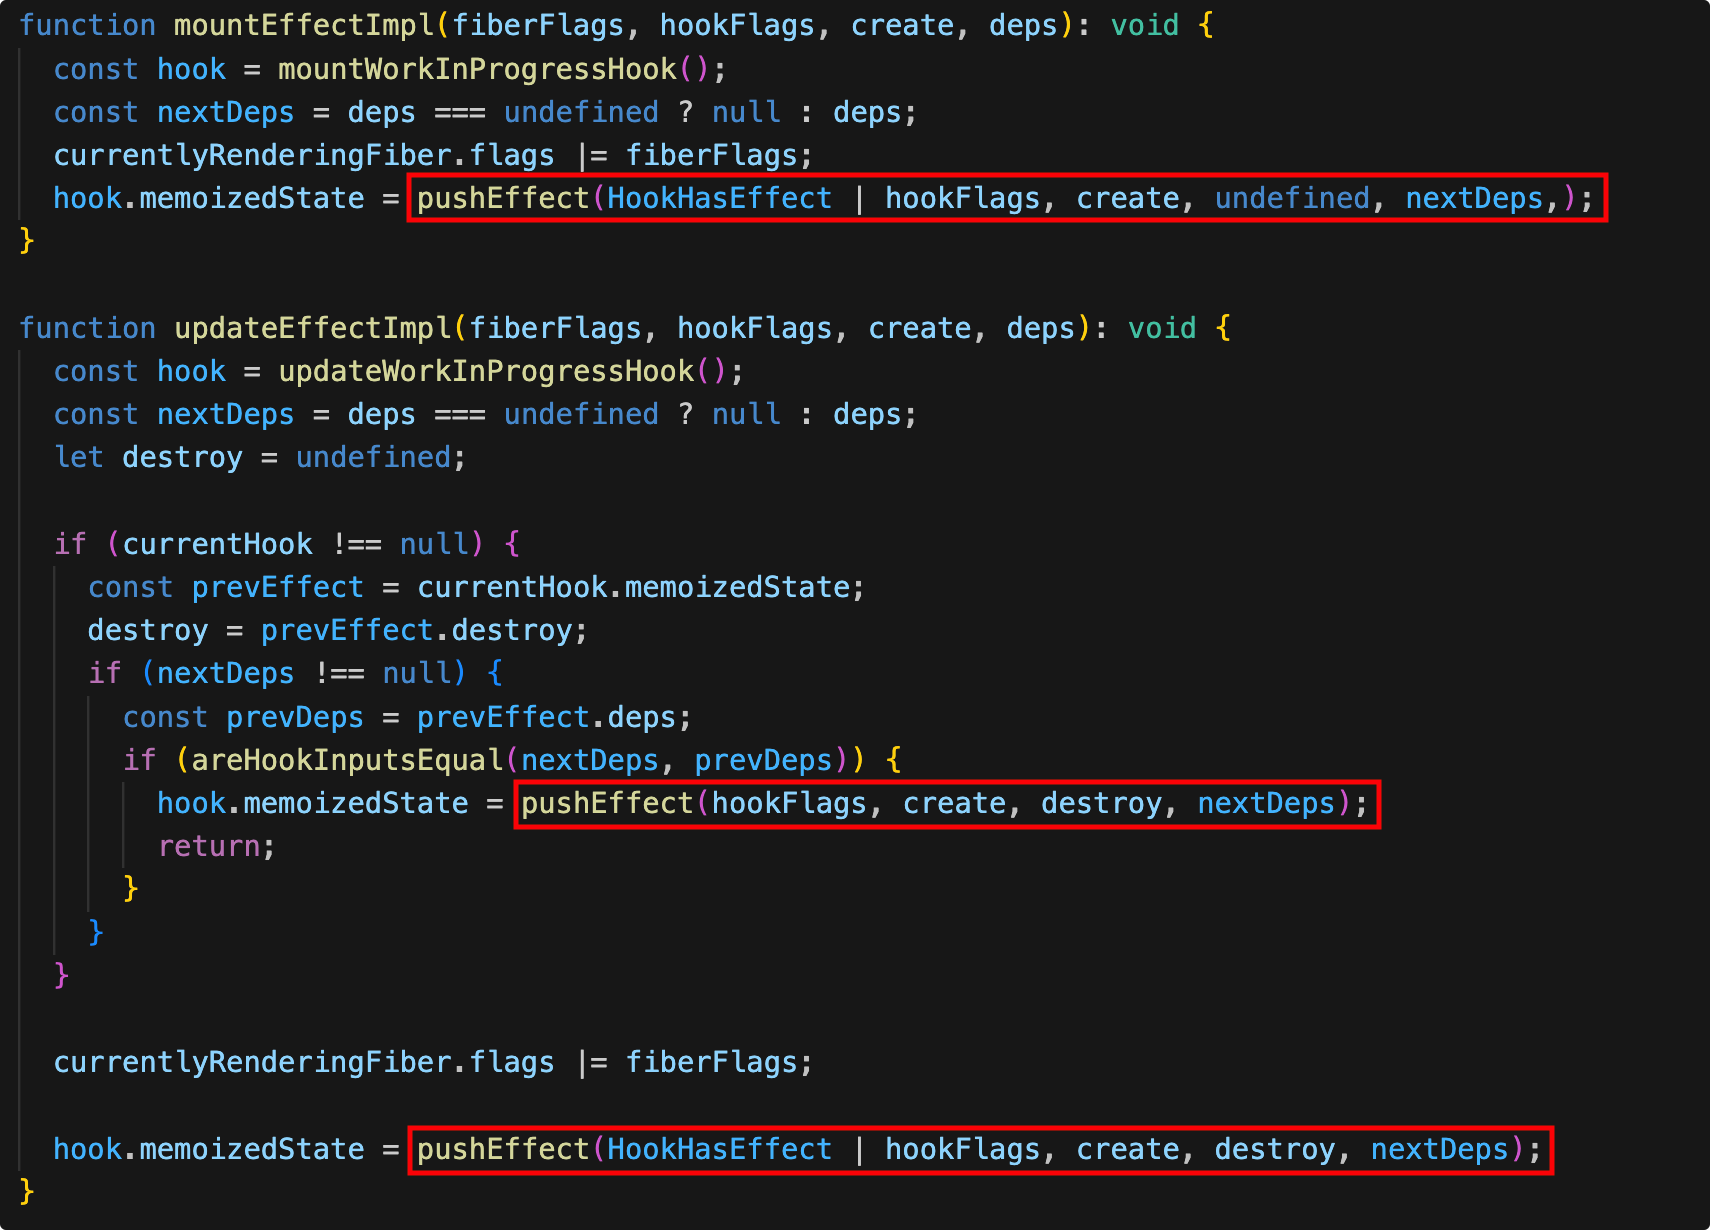 function mountEffectImpl(fiberFlags, hookFlags, create, deps): void {
  const hook = mountWorkInProgressHook();
  const nextDeps = deps === undefined ? null : deps;
  currentlyRenderingFiber.flags |= fiberFlags;
  hook.memoizedState = pushEffect(HookHasEffect | hookFlags, create, undefined, nextDeps,);
}
function updateEffectImpl(fiberFlags, hookFlags, create, deps): void {
  const hook = updateWorkInProgressHook();
  const nextDeps = deps === undefined ? null : deps;
  let destroy = undefined;
  if (currentHook !== null) {
    const prevEffect = currentHook.memoizedState;
    destroy = prevEffect.destroy;
    if (nextDeps !== null) {
      const prevDeps = prevEffect.deps;
      if (areHookInputsEqual(nextDeps, prevDeps)) {
        hook.memoizedState = pushEffect(hookFlags, create, destroy, nextDeps);
        return;
      }
    }
  }
  currentlyRenderingFiber.flags |= fiberFlags;
  hook.memoizedState = pushEffect(HookHasEffect | hookFlags, create, destroy, nextDeps);
}